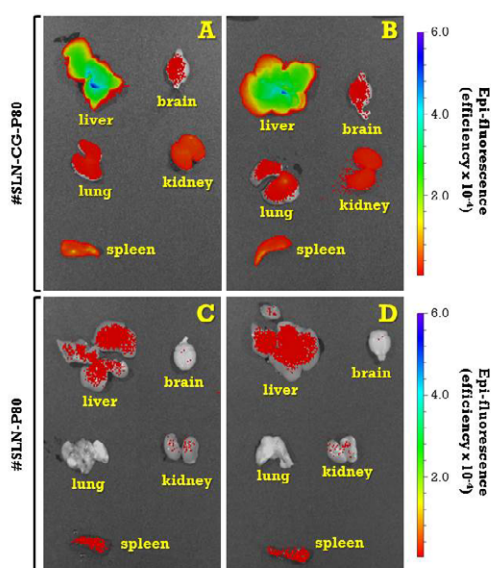 #SLN-CG-P80
A
liver
brain
lung
kidney
spleen
B
liver
brain
lung
kidney
spleen
6.0
4.0
2.0
Epi-fluorescence
(efficiency x 10⁻⁴)
#SLN-P80
C
liver
brain
lung
kidney
spleen
D
liver
brain
lung
kidney
spleen
6.0
4.0
2.0
Epi-fluorescence
(efficiency x 10⁻⁴)